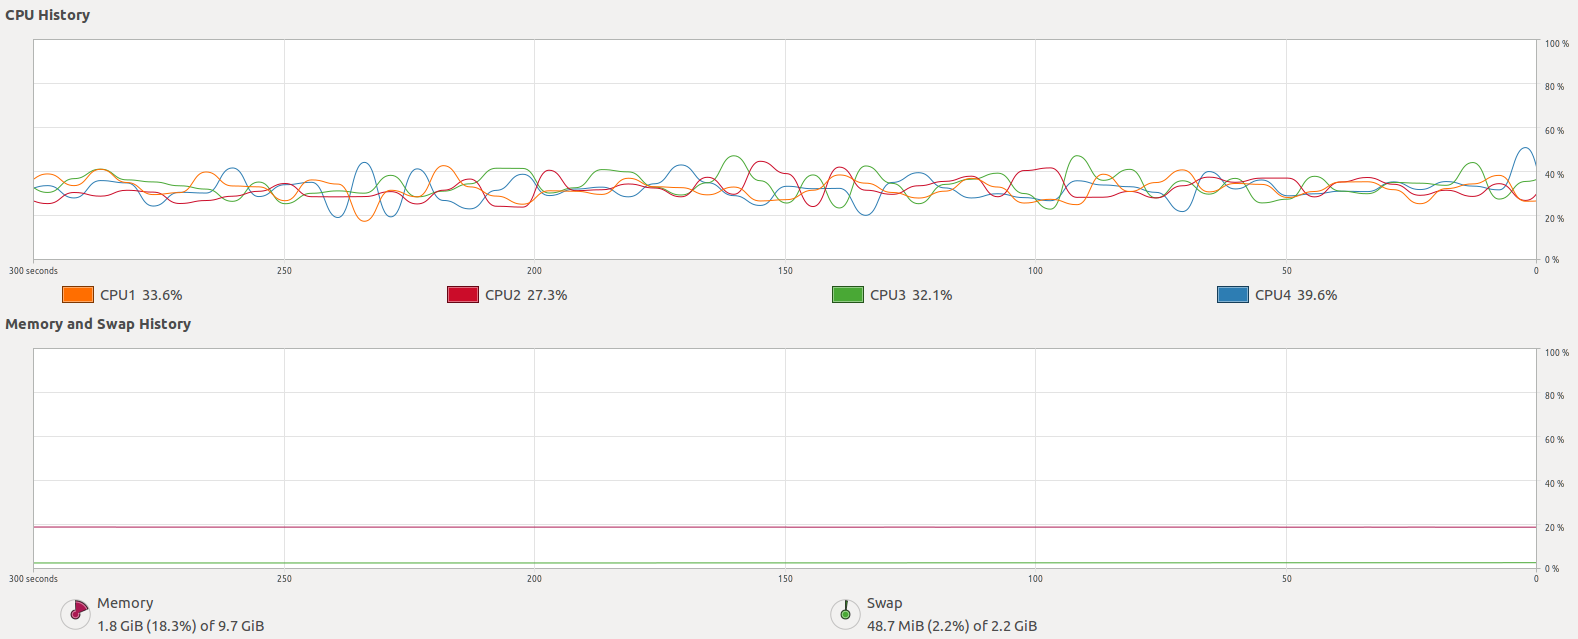 CPU History
100 %
80 %
60 %
40 %
20 %
0 %
300 seconds 250 200 150 100 50 0
CPU1 33.6% CPU2 27.3% CPU3 32.1% CPU4 39.6%
Memory and Swap History
100 %
80 %
60 %
40 %
20 %
0 %
300 seconds 250 200 150 100 50 0
Memory Swap
1.8 GiB (18.3%) of 9.7 GiB 48.7 MiB (2.2%) of 2.2 GiB